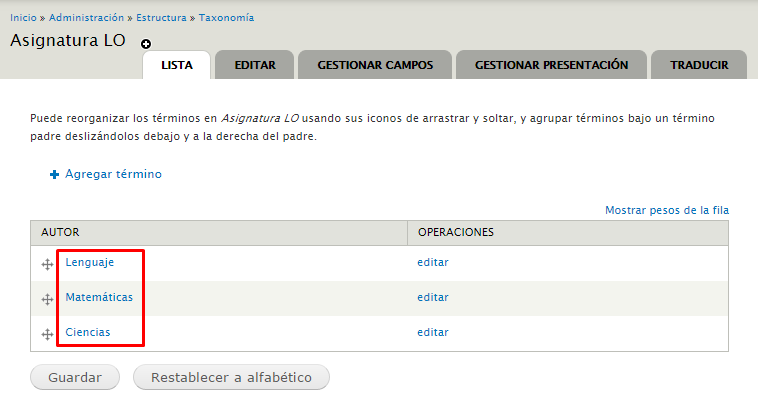 Inicio » Administración » Estructura » Taxonomía
Asignatura LO
LISTA EDITAR GESTIONAR CAMPOS GESTIONAR PRESENTACIÓN TRADUCIR
Puede reorganizar los términos en Asignatura LO usando sus iconos de arrastrar y soltar, y agrupar términos bajo un término
padre deslizándolos debajo y a la derecha del padre.
Agregar término
Mostrar pesos de la fila
AUTOR OPERACIONES
Lenguaje editar
Matemáticas editar
Ciencias editar
Guardar Restablecer a alfabético